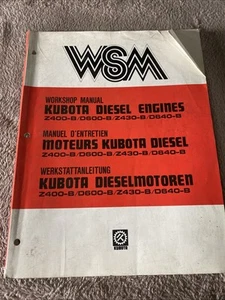 WSM
WORKSHOP MANUAL
KUBOTA DIESEL ENGINES
Z400-B/D600-B/Z430-B/D640-B
MANUEL D'ENTRETIEN
MOTEURS KUBOTA DIESEL
Z400-B/D600-B/Z430-B/D640-B
WERKSTATTANLEITUNG
KUBOTA DIESELMOTOREN
Z400-B/D600-B/Z430-B/D640-B
KUBOTA